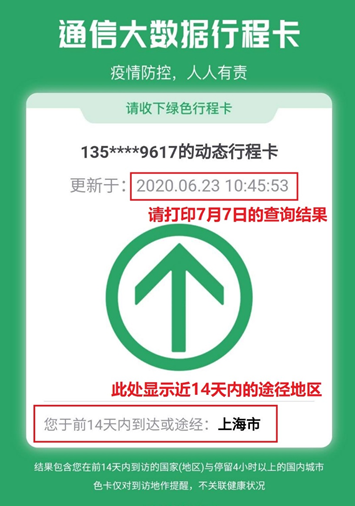 通信大数据行程卡
疫情防控，人人有责
请收下绿色行程卡
135****9617的动态行程卡
更新于：2020.06.23 10:45:53
请打印7月7日的查询结果
此处显示近14天内的途径地区
您于前14天内到达或途经：上海市
结果包含您在前14天内到访的国家(地区)与停留4小时以上的国内城市
色卡仅对到访地作提醒，不关联健康状况